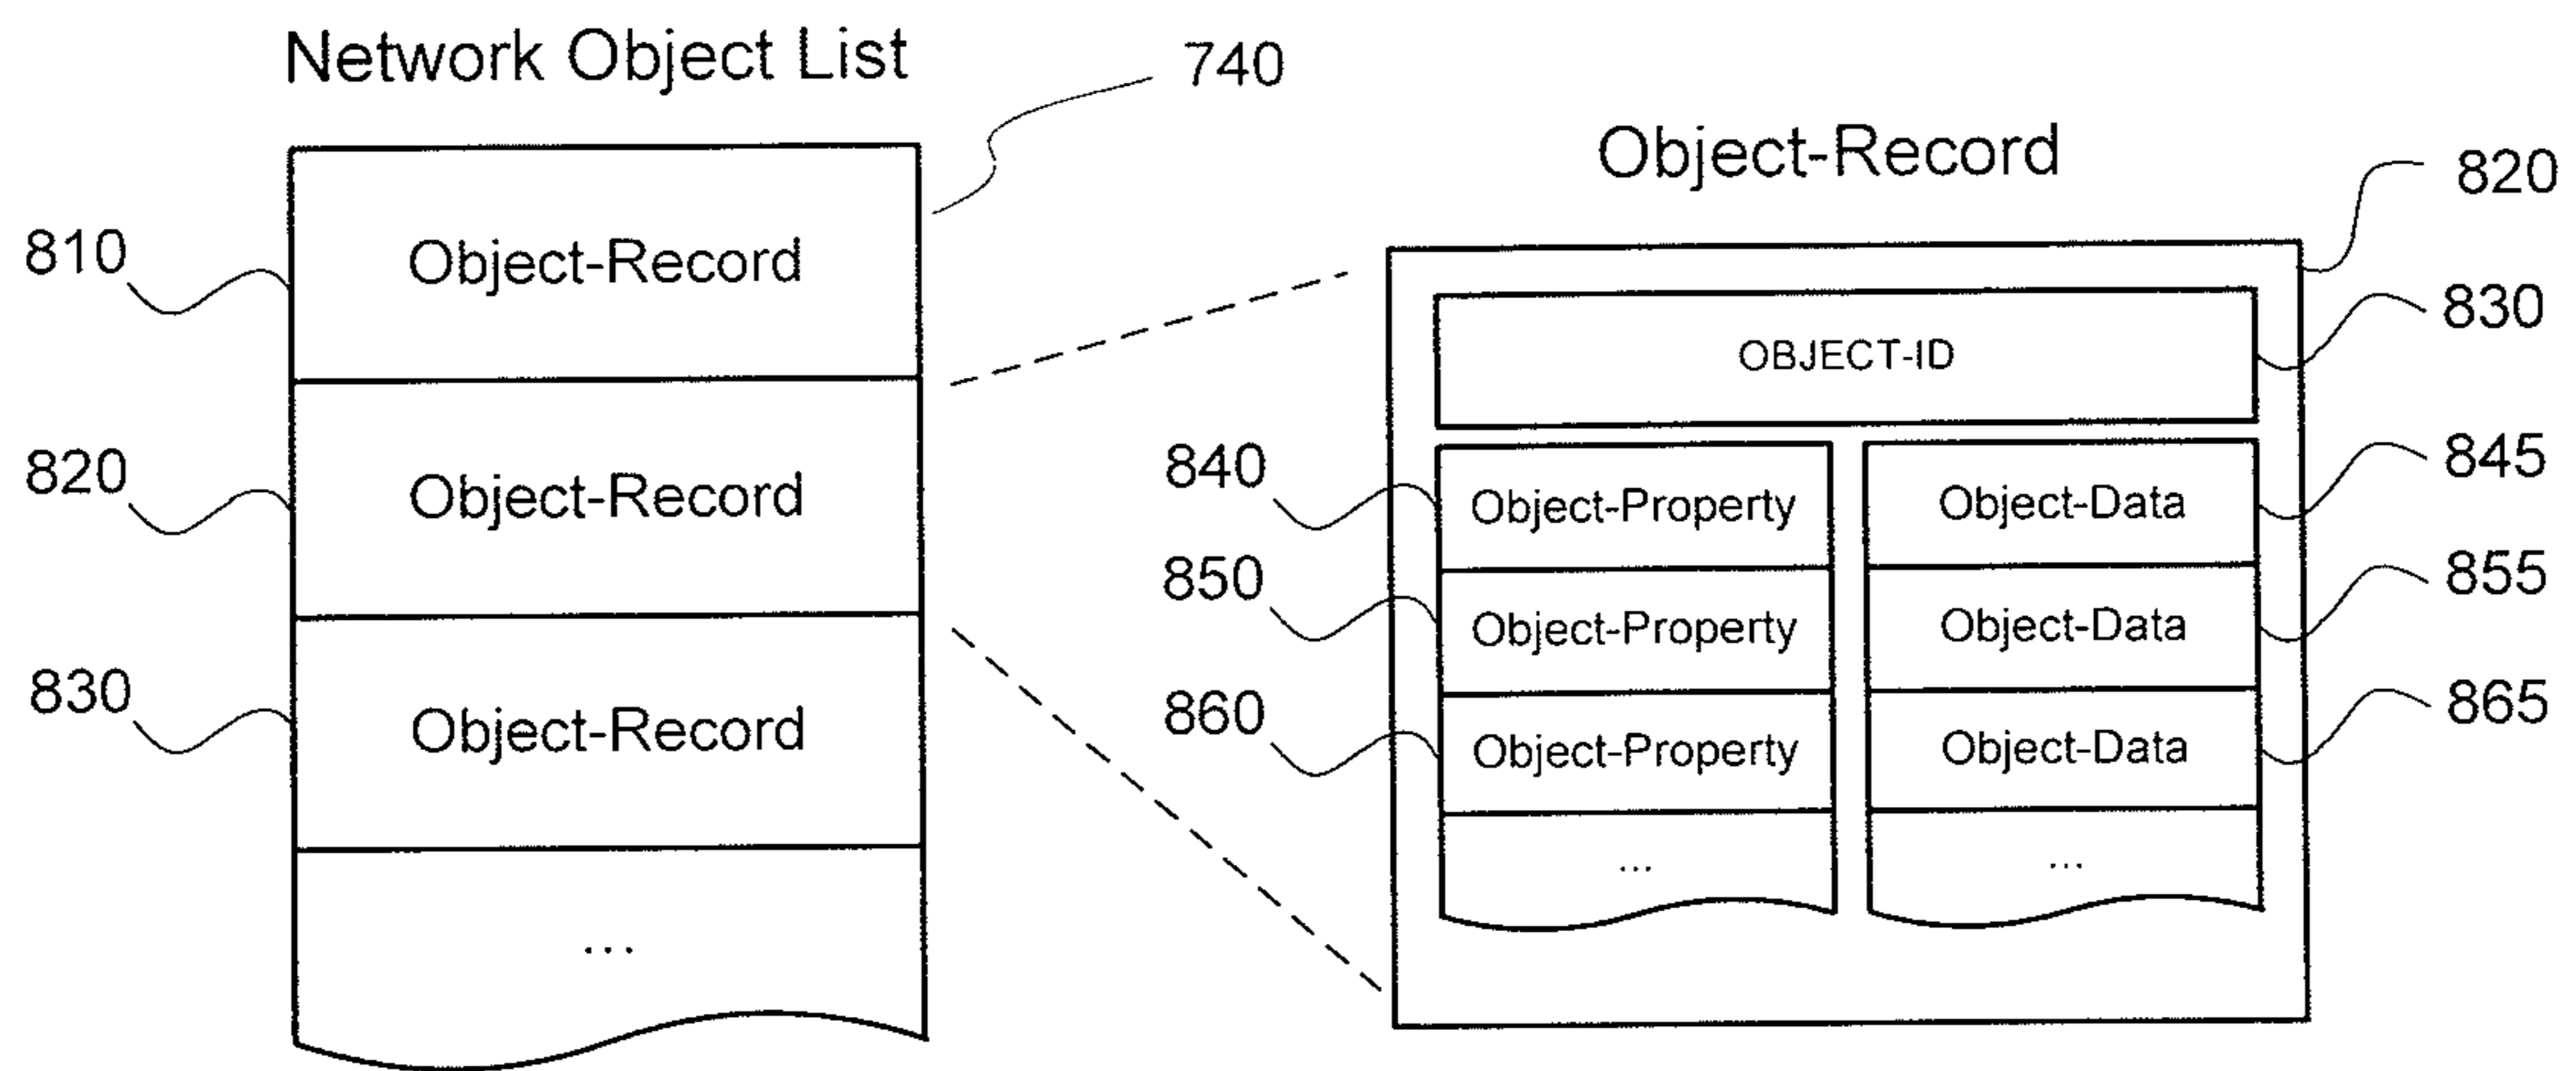 Network Object List
740
810
Object-Record
820
Object-Record
830
Object-Record
...
Object-Record
820
OBJECT-ID
830
840
Object-Property
Object-Data
845
850
Object-Property
Object-Data
855
860
Object-Property
Object-Data
865
...
...